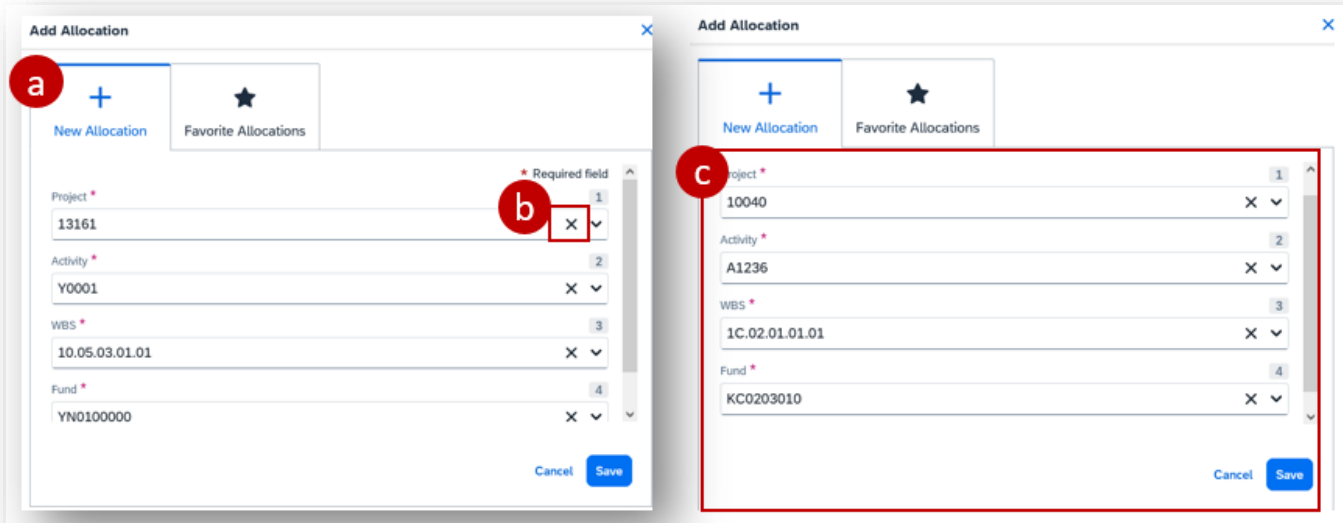 Add Allocation
a
New Allocation
Favorite Allocations
* Required field
Project *
1
b
13161
Activity *
2
Y0001
WBS *
3
10.05.03.01.01
Fund *
4
YN0100000
Cancel
Save
Add Allocation
New Allocation
Favorite Allocations
c
roject *
1
10040
Activity *
2
A1236
WBS *
3
1C.02.01.01.01
Fund *
4
KC0203010
Cancel
Save